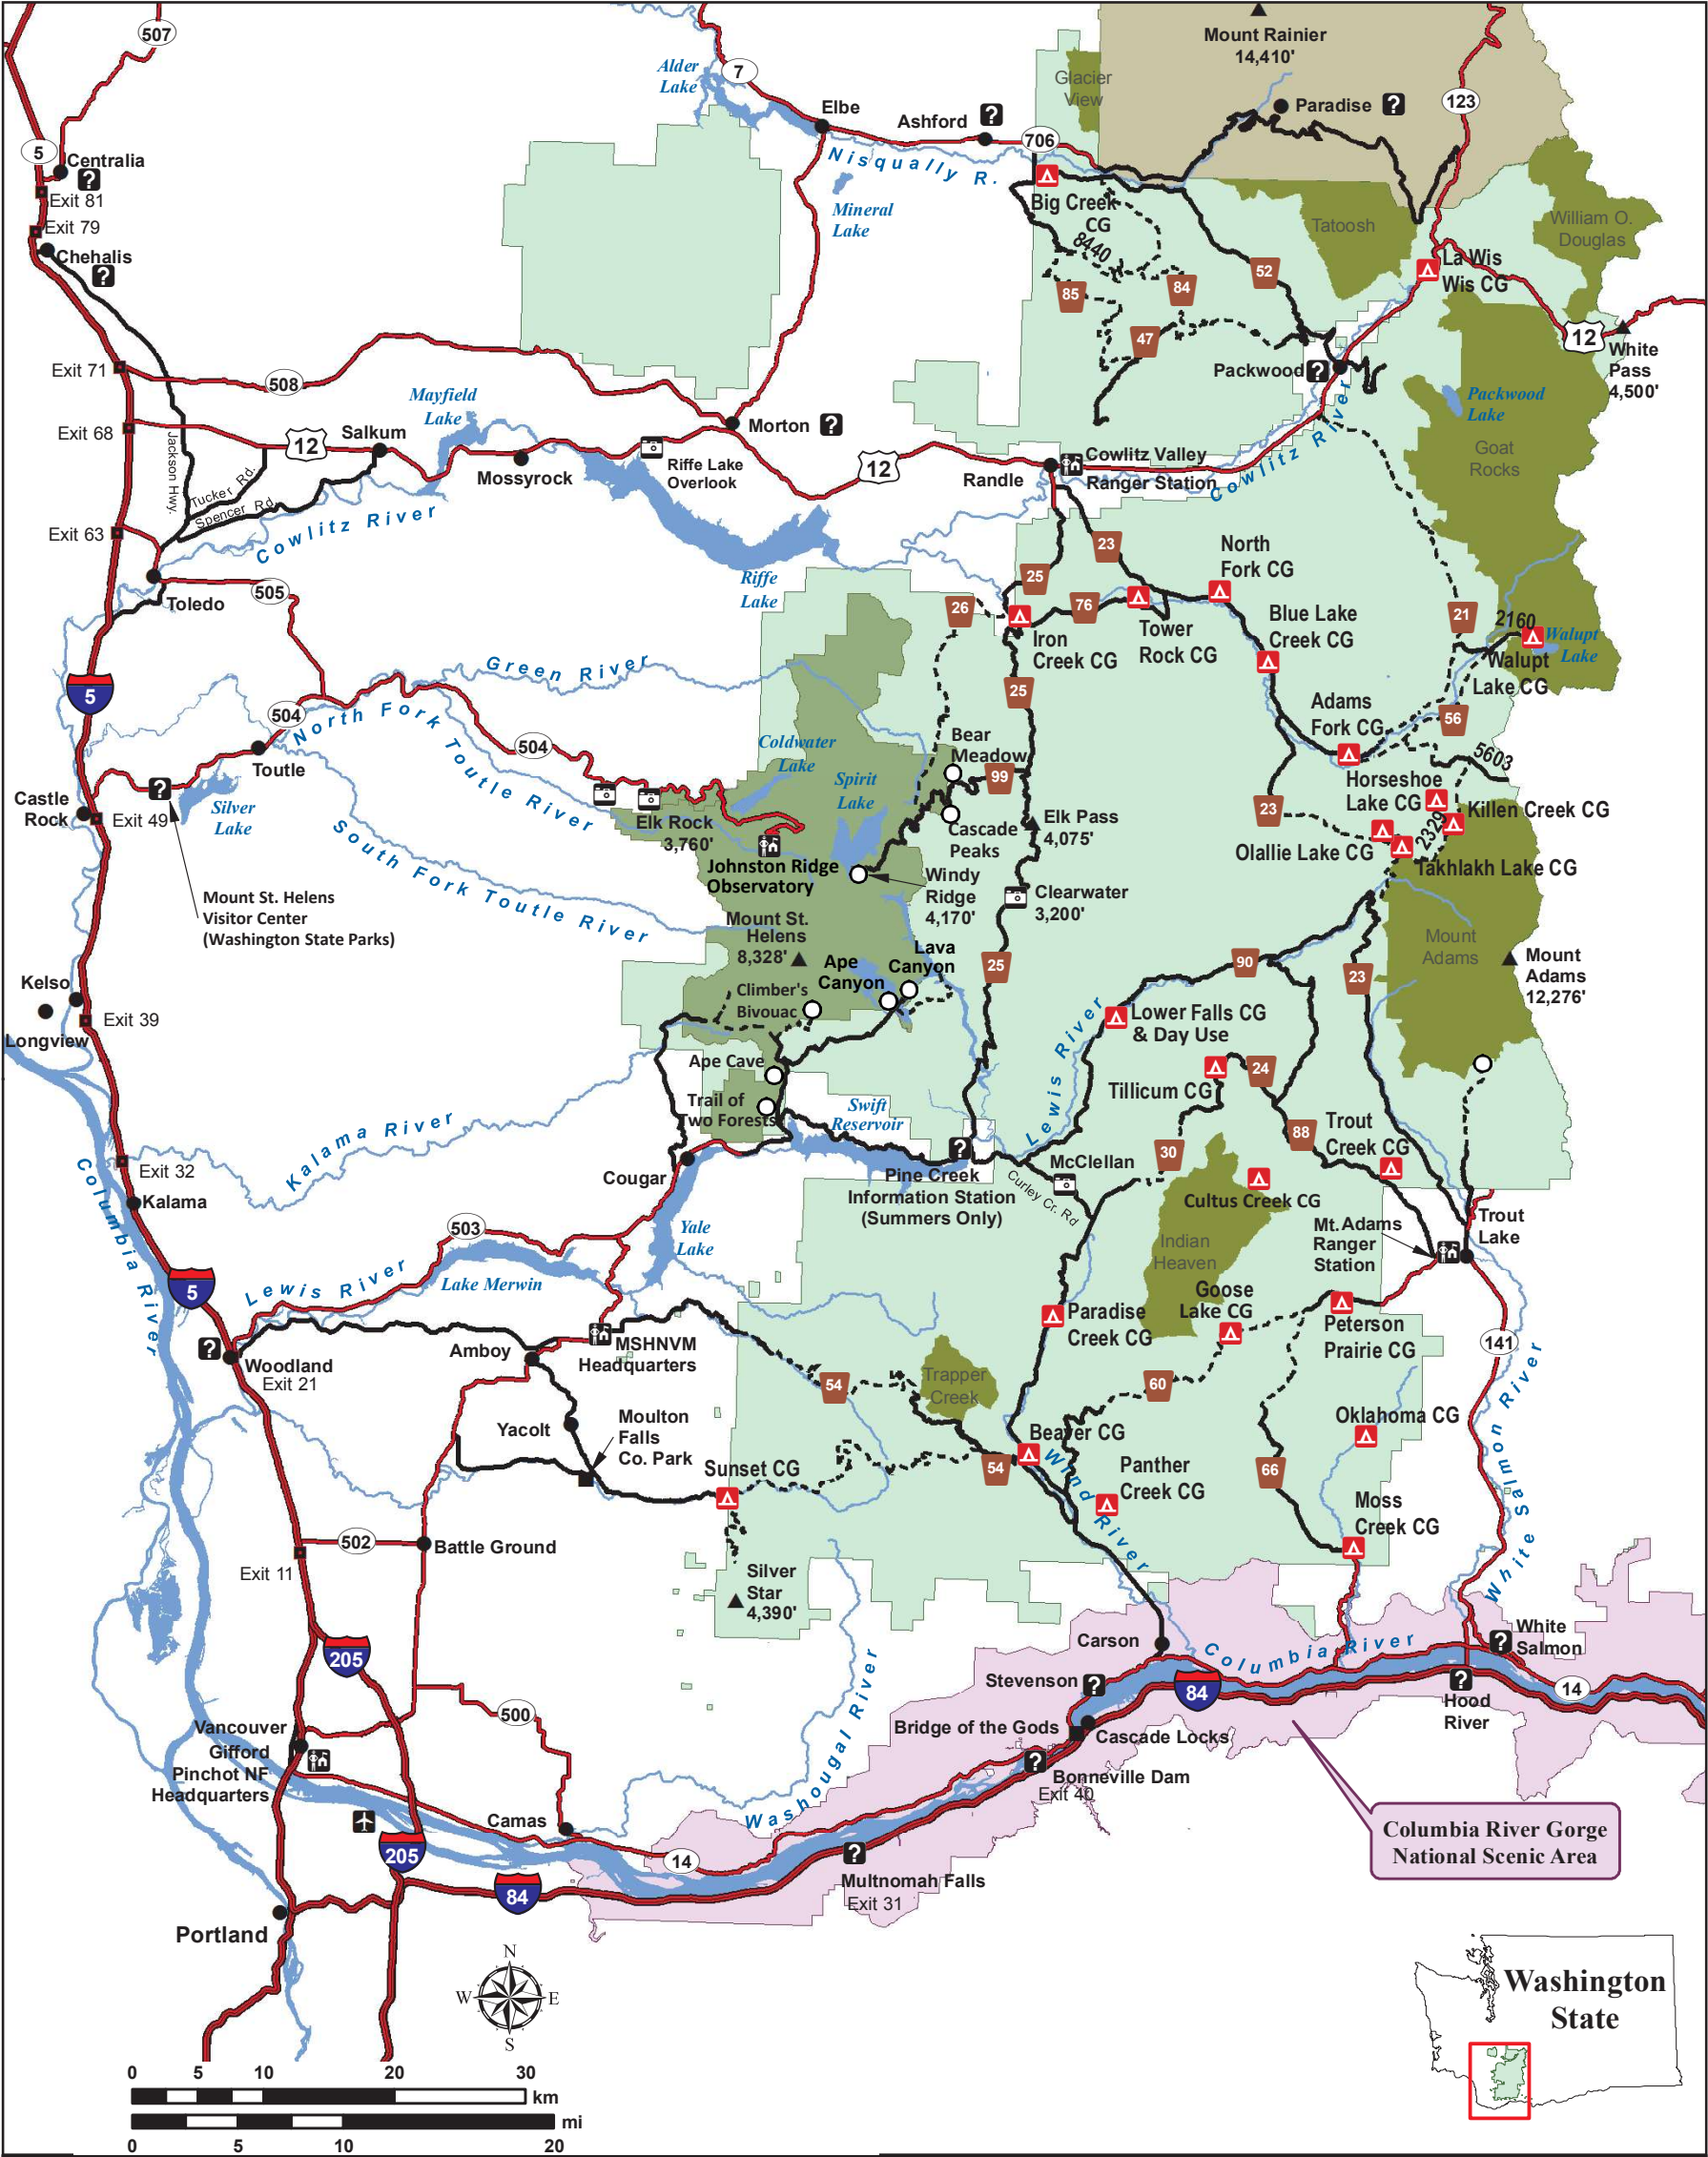 507
Alder
Lake
7
Elbe
Ashford
?
706
Glacier
View
Mount Rainier
14,410'
Paradise
?
123
5
Centralia
?
Exit 81
Exit 79
Chehalis
?
Nisqually R.
Mineral
Lake
Big Creek
CG
8440
85
84
47
52
Tatoosh
William O.
Douglas
La Wis
Wis CG
12
White
Pass
4,500'
Packwood
?
Packwood
Lake
Goat
Rocks
Exit 71
508
Mayfield
Lake
Exit 68
12
Salkum
Jackson Hwy.
Tucker Rd.
Spencer Rd
Mossyrock
Morton
?
Riffe Lake
Overlook
12
Randle
Cowlitz Valley
Ranger Station
Cowlitz River
Exit 63
Cowlitz River
Toledo
505
Riffe
Lake
23
25
26
76
North
Fork CG
Iron
Creek CG
Tower
Rock CG
Blue Lake
Creek CG
21
2160
Walupt
Lake
Walupt
Lake CG
5
504
Green River
North Fork Toutle River
504
Toutle
25
Adams
Fork CG
56
5603
Bear
Meadow
99
Coldwater
Lake
Spirit
Lake
Castle
Rock
Exit 49
?
Silver
Lake
South Fork Toutle River
Elk Rock
3,760'
Johnston Ridge
Observatory
Cascade
Peaks
Elk Pass
4,075'
Horseshoe
Lake CG
Killen Creek CG
23
2329
Olallie Lake CG
Takhlakh Lake CG
Mount St. Helens
Visitor Center
(Washington State Parks)
Windy
Ridge
4,170'
Clearwater
3,200'
Mount St.
Helens
8,328'
Ape
Canyon
Lava
Canyon
25
90
23
Mount
Adams
Mount
Adams
12,276'
Kelso
Longview
Exit 39
Climber's
Bivouac
Lower Falls CG
& Day Use
Lewis River
Ape Cave
Trail of
Two Forests
Tillicum CG
24
88
Trout
Creek CG
Swift
Reservoir
Kalama River
Exit 32
Kalama
Cougar
?
Pine Creek
Information Station
(Summers Only)
Curley Cr. Rd
McClellan
30
Cultus Creek CG
Indian
Heaven
Mt. Adams
Ranger
Station
Trout
Lake
Columbia River
503
Yale
Lake
5
Lewis River
Lake Merwin
Paradise
Creek CG
Goose
Lake CG
Peterson
Prairie CG
141
?
Woodland
Exit 21
Amboy
MSHNVM
Headquarters
54
Trapper
Creek
60
Yacolt
Moulton
Falls
Co. Park
Sunset CG
54
Beaver CG
Wind River
Panther
Creek CG
66
Oklahoma CG
Moss
Creek CG
White Salmon River
502
Battle Ground
Exit 11
Silver
Star
4,390'
205
Carson
Columbia River
?
White
Salmon
Stevenson
?
84
?
Hood
River
14
500
Vancouver
Gifford
Pinchot NF
Headquarters
Washougal River
Bridge of the Gods
Cascade Locks
?
Bonneville Dam
Exit 40
Camas
205
14
?
Multnomah Falls
Exit 31
Columbia River Gorge
National Scenic Area
84
Portland
N
W
E
S
Washington
State
0 5 10 20 30
km
mi
0 5 10 20